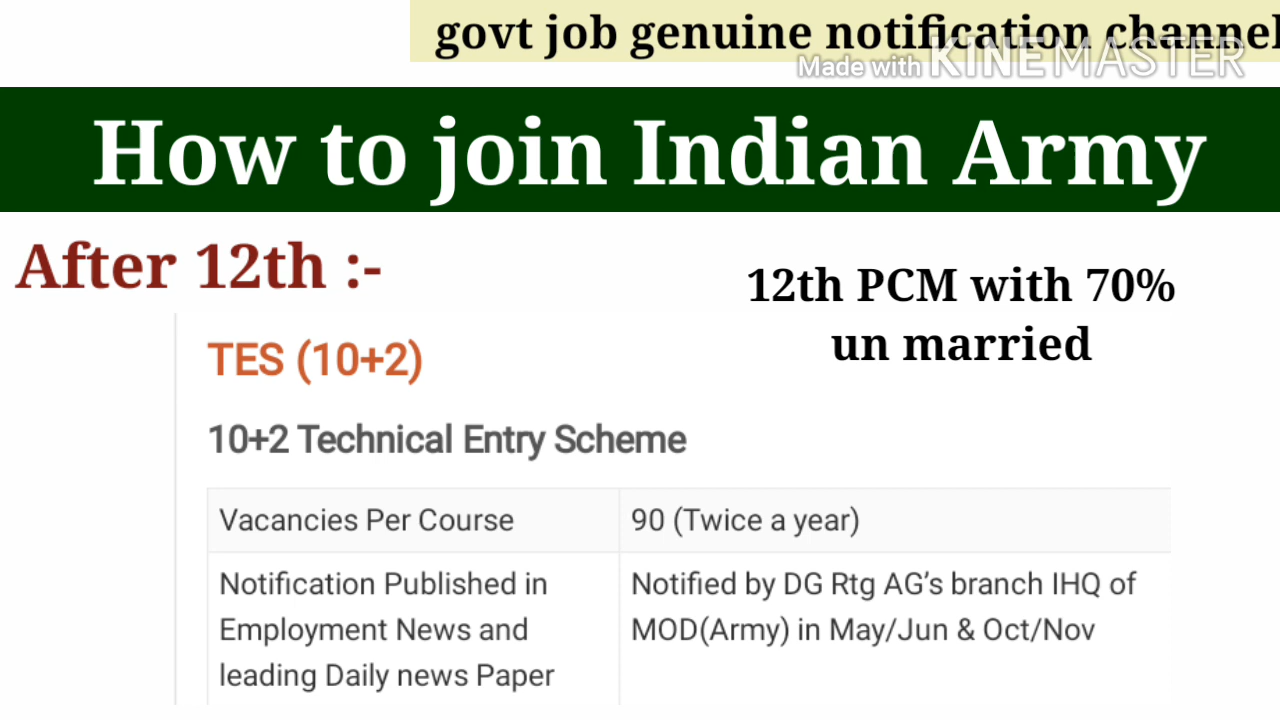 govt job genuine notification channel
Made with KINEMASTER
How to join Indian Army
After 12th :-
12th PCM with 70%
un married
TES (10+2)
10+2 Technical Entry Scheme
Vacancies Per Course
90 (Twice a year)
Notification Published in
Employment News and
leading Daily news Paper
Notified by DG Rtg AG’s branch IHQ of
MOD(Army) in May/Jun & Oct/Nov